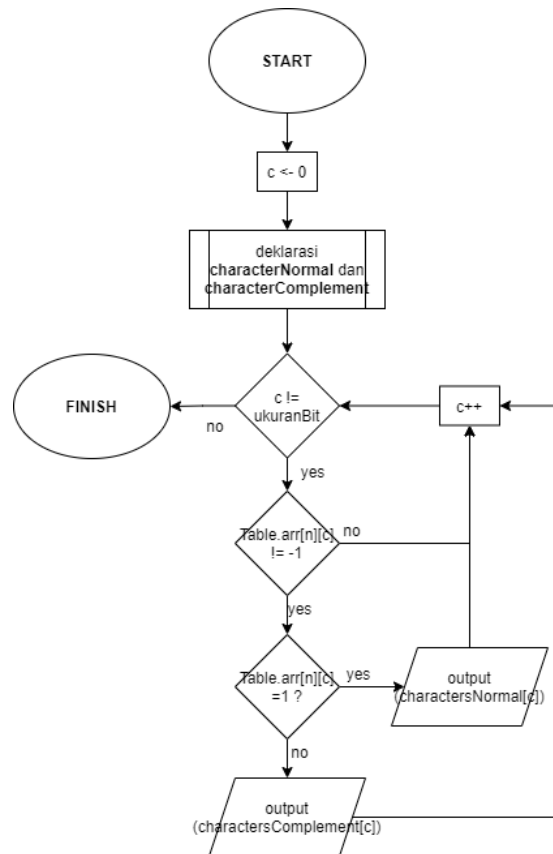 START
c <- 0
deklarasi
characterNormal dan
characterComplement
c !=
ukuranBit
no
FINISH
c++
yes
Table.arr[n][c]
!= -1
no
yes
Table.arr[n][c]
=1 ?
yes
output
(charactersNormal[c])
no
output
(charactersComplement[c])